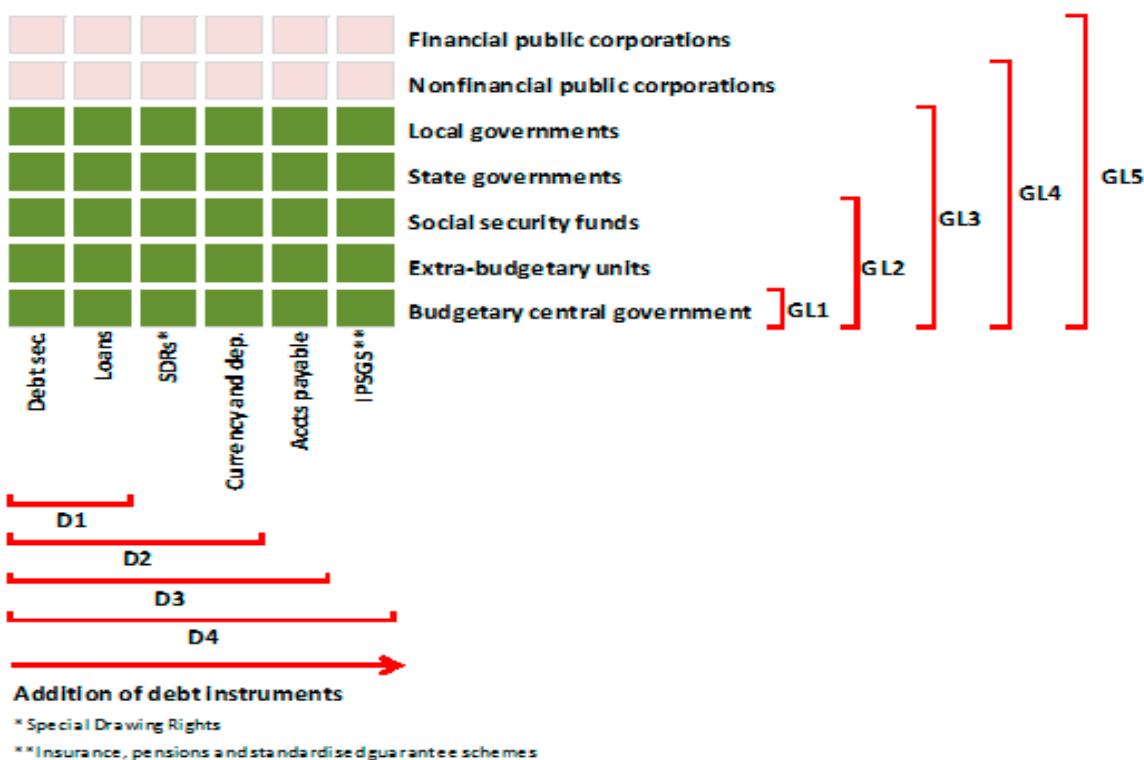 Financial public corporations
Nonfinancial public corporations
Local governments
State governments
Social security funds
Extra-budgetary units
Budgetary central government
GL1
GL2
GL3
GL4
GL5
Debt sec.
Loans
SDRs*
Currency and dep.
Accts payable
IPSGS**
D1
D2
D3
D4
Addition of debt instruments
* Special Drawing Rights
**Insurance, pensions and standardised guarantee schemes